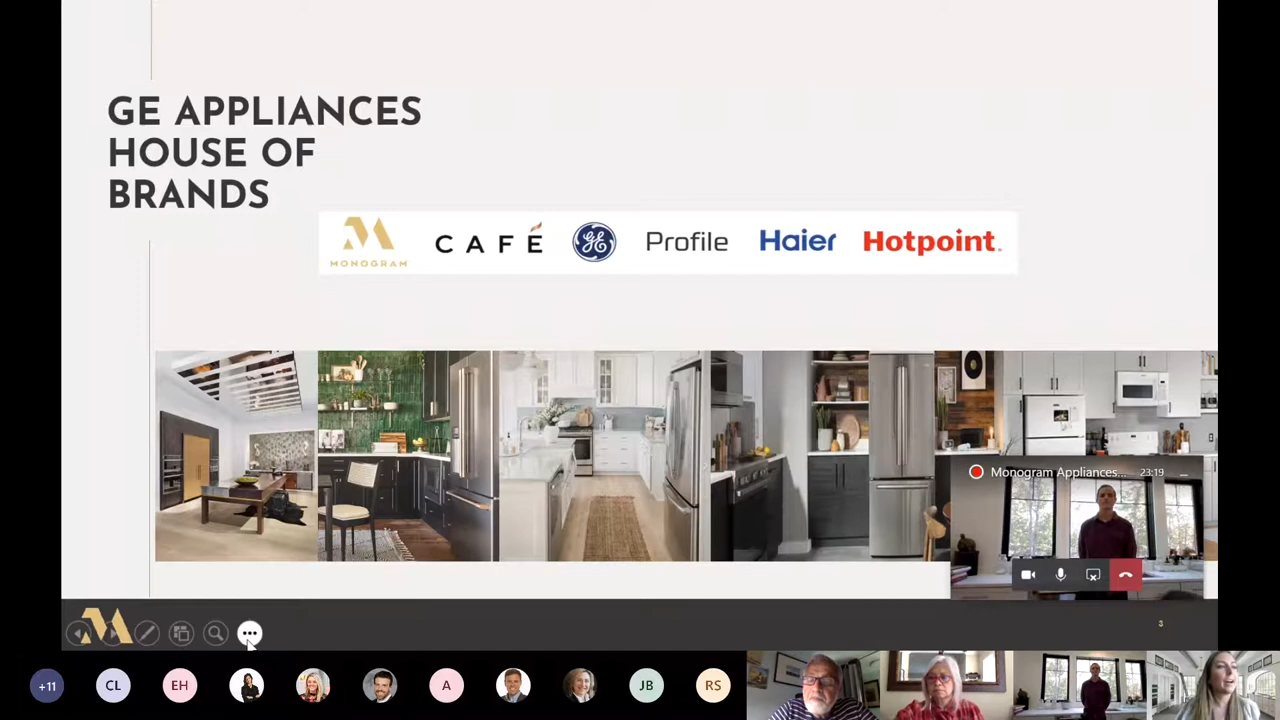 GE APPLIANCES
HOUSE OF
BRANDS
MONOGRAM
CAFÉ
GE
Profile
Haier
Hotpoint.
Monogram Appliances...
23:19
3
+11
CL
EH
A
JB
RS